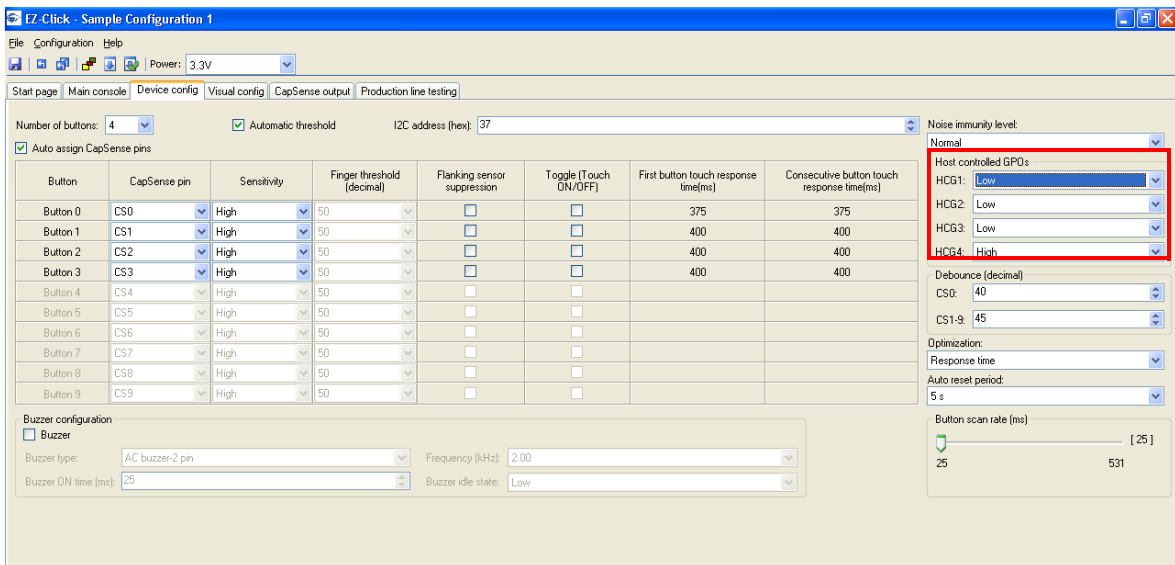 EZ-Click - Sample Configuration 1
File Configuration Help
Power: 3.3V
Start page Main console Device config Visual config CapSense output Production line testing
Number of buttons: 4 Automatic threshold I2C address (hex): 37
Auto assign CapSense pins
Button CapSense pin Sensitivity Finger threshold (decimal) Flanking sensor suppression Toggle (Touch ON/OFF) First button touch response time(ms) Consecutive button touch response time(ms)
Button 0 CS0 High 50 375 375
Button 1 CS1 High 50 400 400
Button 2 CS2 High 50 400 400
Button 3 CS3 High 50 400 400
Button 4 CS4 High 50
Button 5 CS5 High 50
Button 6 CS6 High 50
Button 7 CS7 High 50
Button 8 CS8 High 50
Button 9 CS9 High 50
Buzzer configuration
Buzzer
Buzzer type: AC buzzer-2 pin Frequency (kHz): 2.00
Buzzer ON time (ms): 25 Buzzer idle state: Low
Noise immunity level:
Normal
Host controlled GPOs
HCG1: Low
HCG2: Low
HCG3: Low
HCG4: High
Debounce (decimal)
CS0: 40
CS1-9: 45
Optimization:
Response time
Auto reset period:
5 s
Button scan rate (ms)
[ 25 ]
25 531